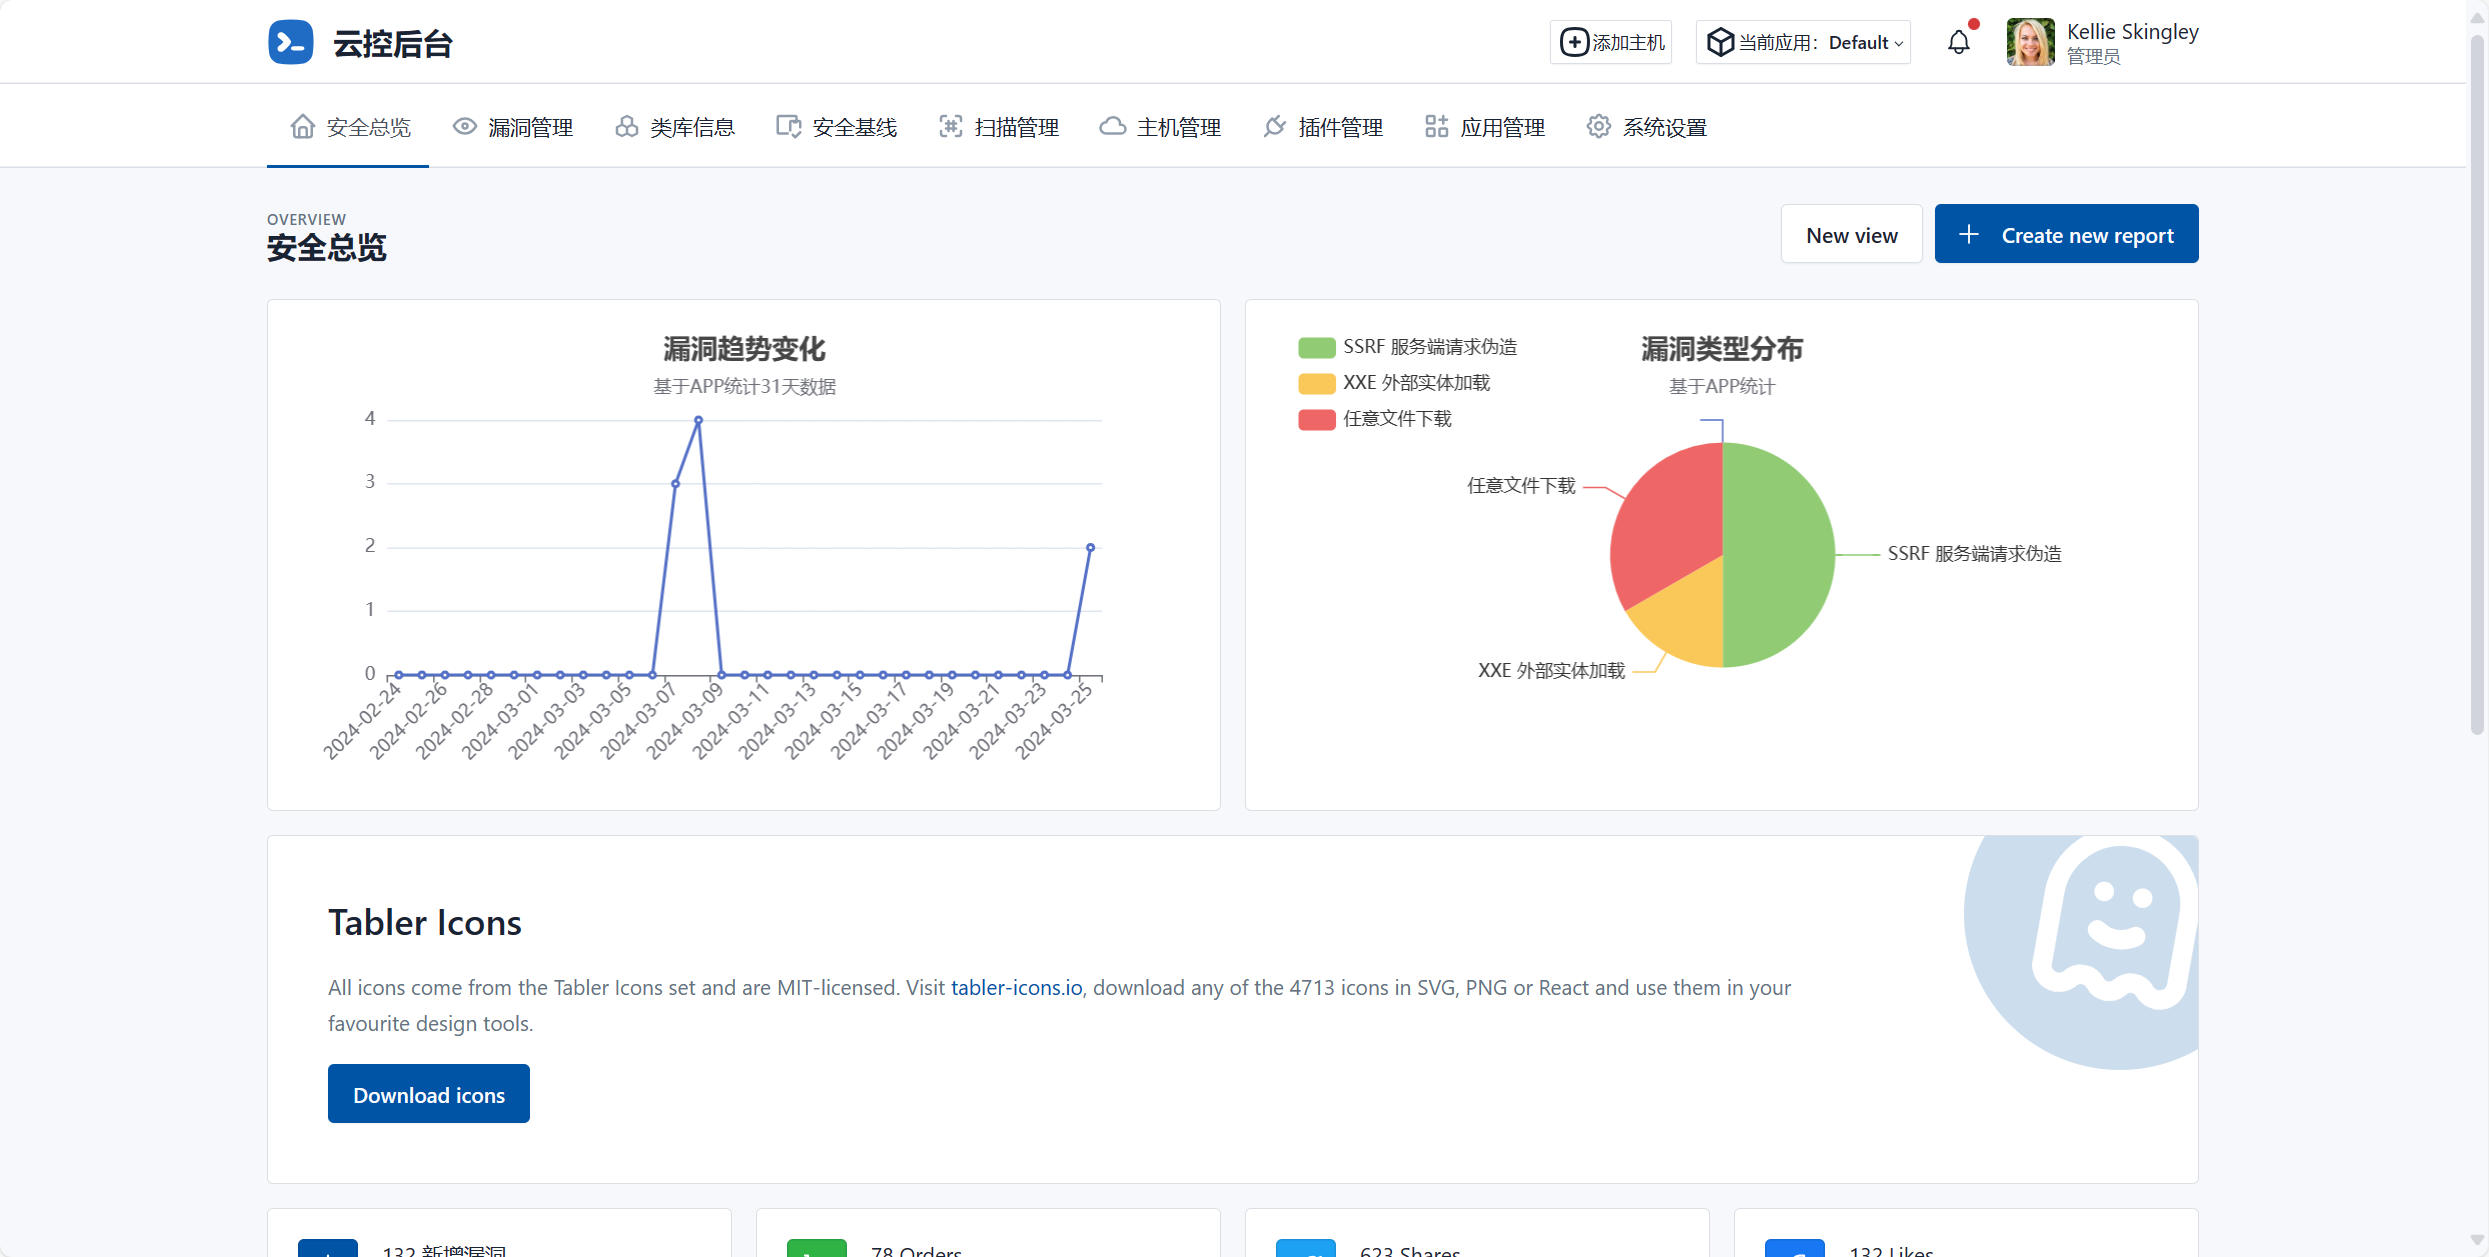 云控后台
添加主机
当前应用：Default
Kellie Skingley
管理员
安全总览
漏洞管理
类库信息
安全基线
扫描管理
主机管理
插件管理
应用管理
系统设置
OVERVIEW
安全总览
New view
Create new report
漏洞趋势变化
基于APP统计31天数据
4
3
2
1
0
2024-02-24
2024-02-26
2024-02-28
2024-03-01
2024-03-03
2024-03-05
2024-03-07
2024-03-09
2024-03-11
2024-03-13
2024-03-15
2024-03-17
2024-03-19
2024-03-21
2024-03-23
2024-03-25
SSRF 服务端请求伪造
XXE 外部实体加载
任意文件下载
漏洞类型分布
基于APP统计
任意文件下载
SSRF 服务端请求伪造
XXE 外部实体加载
Tabler Icons
All icons come from the Tabler Icons set and are MIT-licensed. Visit tabler-icons.io, download any of the 4713 icons in SVG, PNG or React and use them in your
favourite design tools.
Download icons
132 新增漏洞
78 Orders
623 Shares
132 Likes